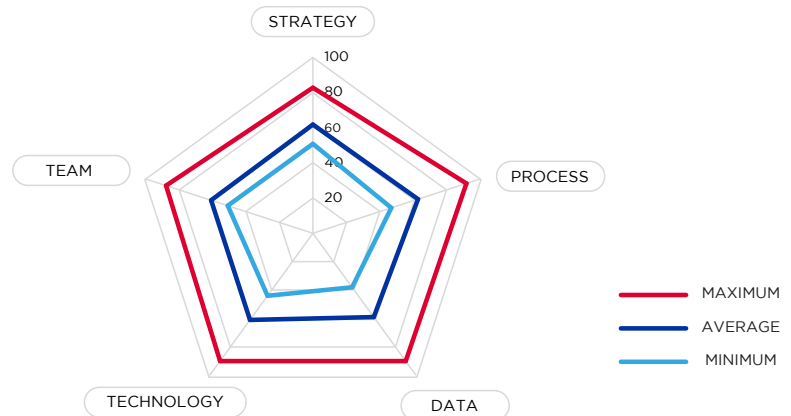 STRATEGY
100
80
60
40
20
TEAM
PROCESS
MAXIMUM
AVERAGE
MINIMUM
TECHNOLOGY
DATA